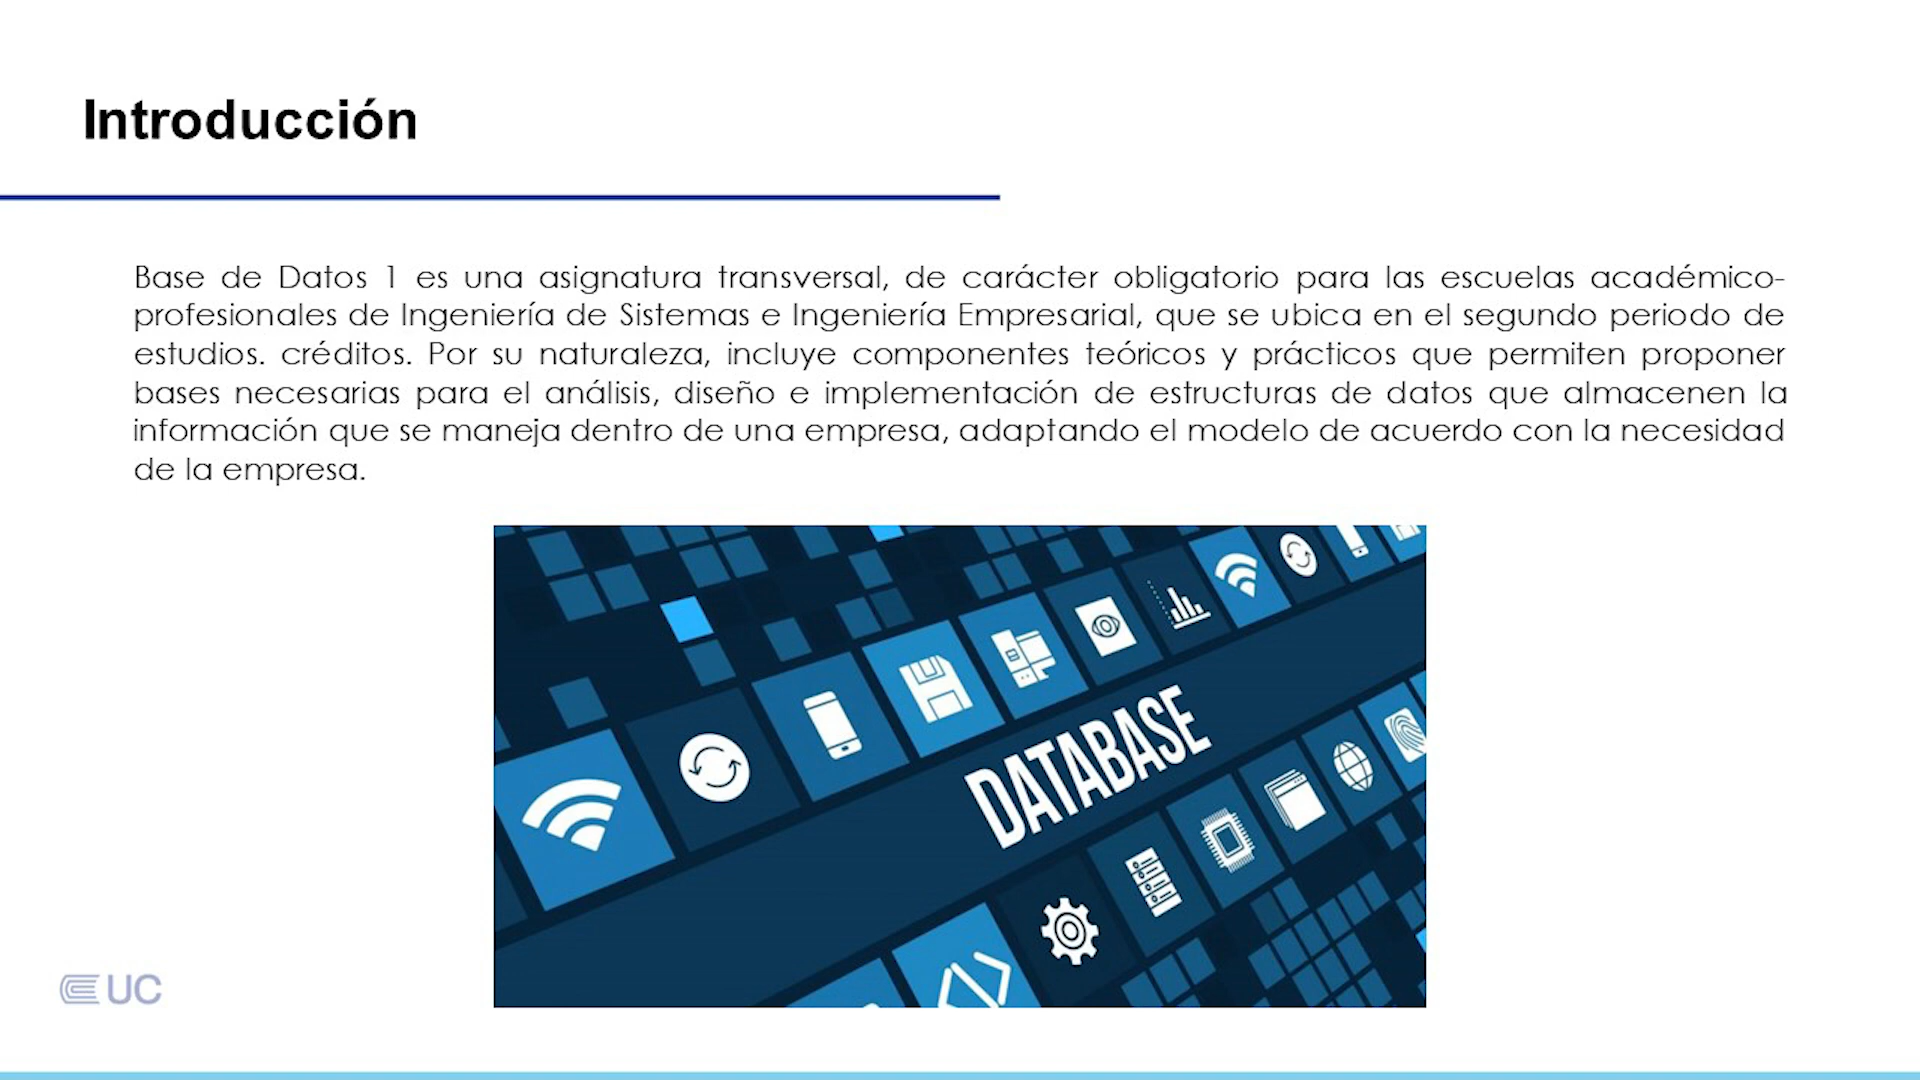 Introducción
Base de Datos 1 es una asignatura transversal, de carácter obligatorio para las escuelas académico-
profesionales de Ingeniería de Sistemas e Ingeniería Empresarial, que se ubica en el segundo periodo de
estudios. créditos. Por su naturaleza, incluye componentes teóricos y prácticos que permiten proponer
bases necesarias para el análisis, diseño e implementación de estructuras de datos que almacenen la
información que se maneja dentro de una empresa, adaptando el modelo de acuerdo con la necesidad
de la empresa.
DATABASE
UC